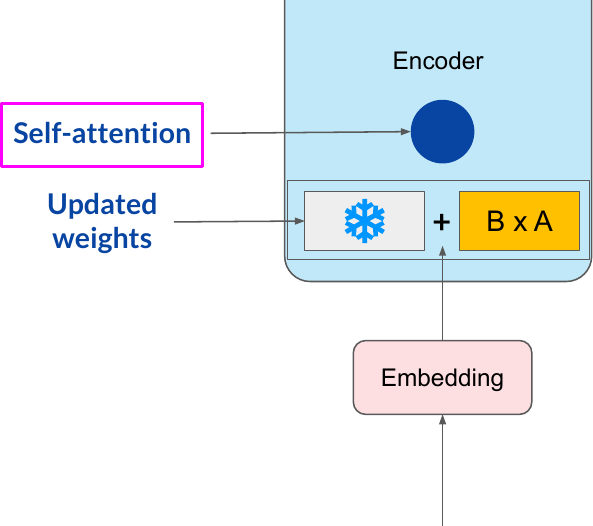 Encoder
Self-attention
Updated
weights
+
B x A
Embedding